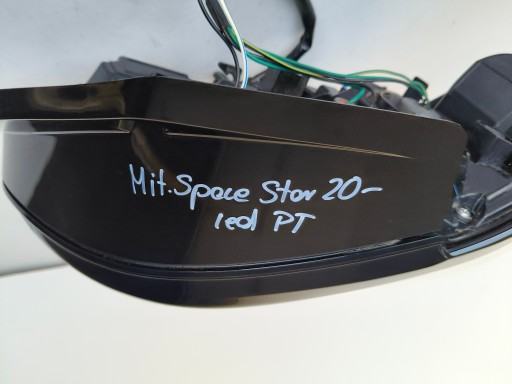 Mit.Space Star 20-
led PT